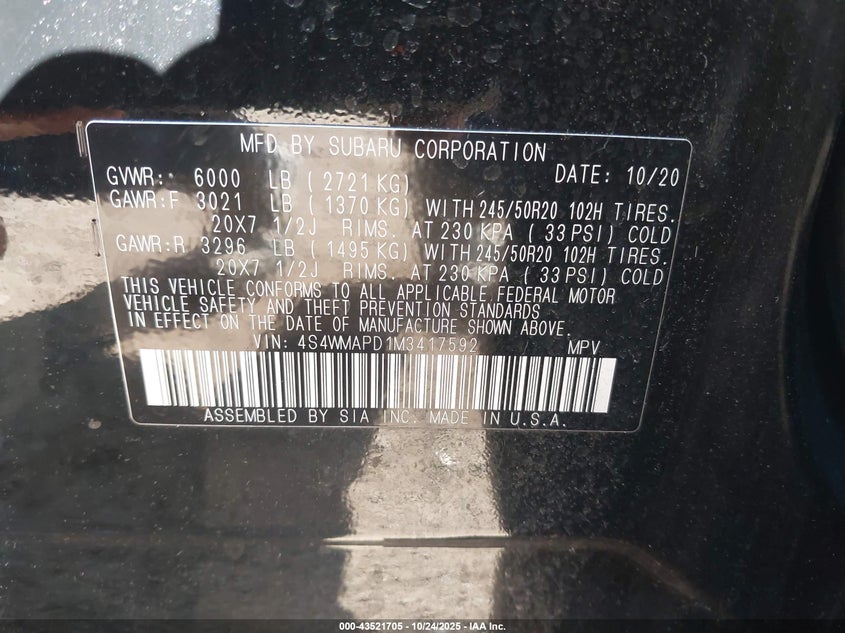 MFD BY SUBARU CORPORATION
GVWR: 6000 LB ( 2721 KG) DATE: 10/20
GAWR:F 3021 LB ( 1370 KG) WITH 245/50R20 102H TIRES.
20X7 1/2J RIMS. AT 230 KPA ( 33 PSI) COLD
GAWR:R 3296 LB ( 1495 KG) WITH 245/50R20 102H TIRES.
20X7 1/2J RIMS. AT 230 KPA ( 33 PSI) COLD
THIS VEHICLE CONFORMS TO ALL APPLICABLE FEDERAL MOTOR
VEHICLE SAFETY AND THEFT PREVENTION STANDARDS
IN EFFECT ON THE DATE OF MANUFACTURE SHOWN ABOVE.
VIN: 4S4WMAPD1M3417592 MPV
ASSEMBLED BY SIA INC. MADE IN U.S.A.
000-43521705 - 10/24/2025 - IAA Inc.